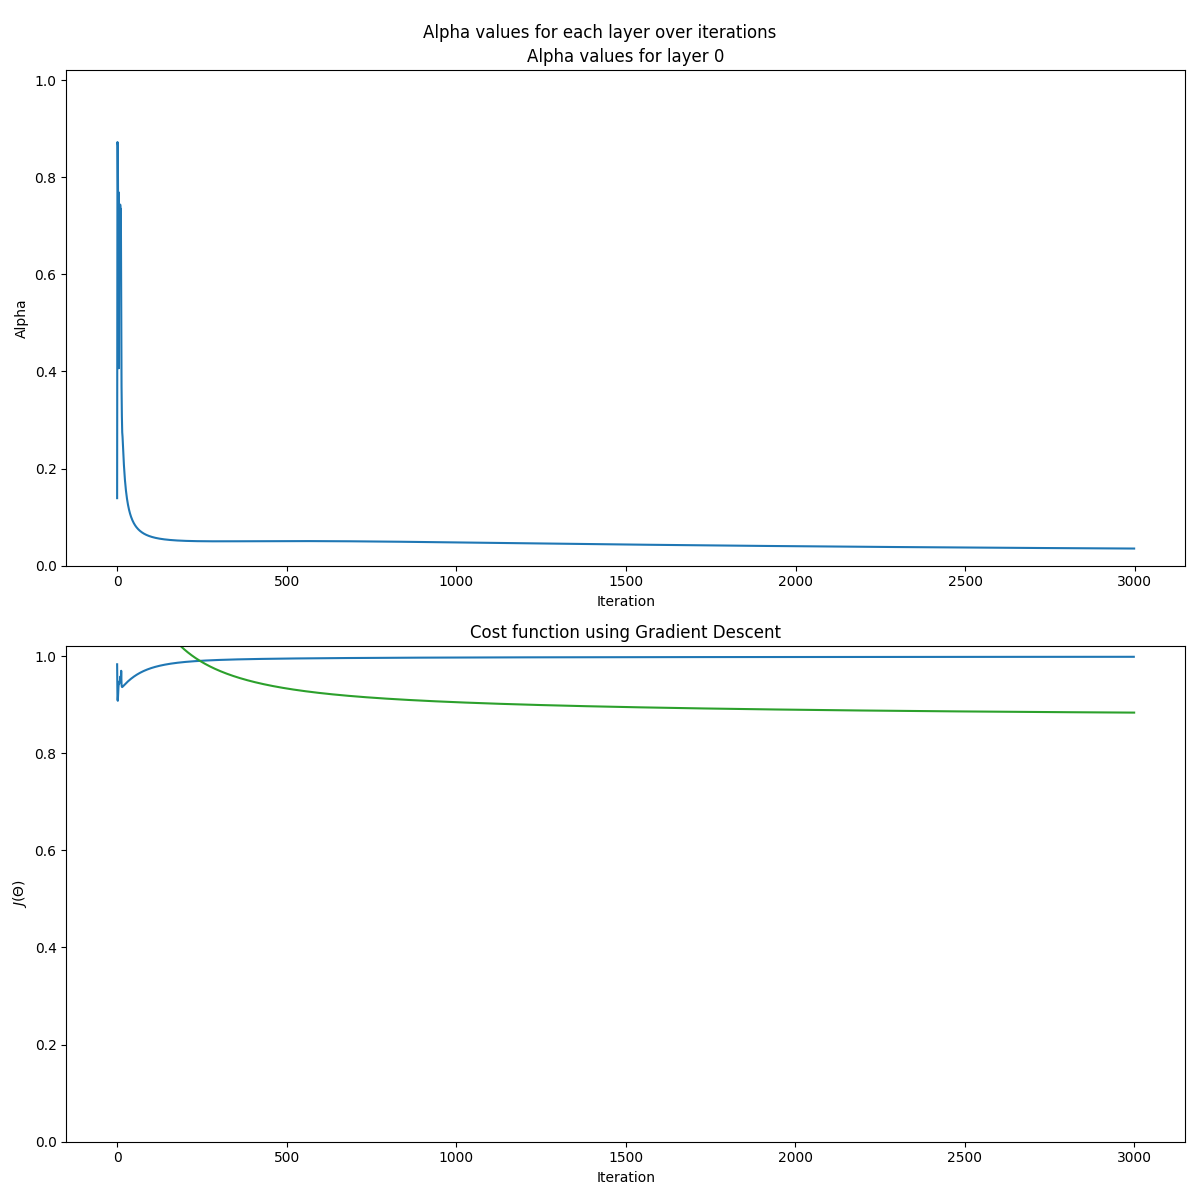 Alpha values for each layer over iterations
Alpha values for layer 0
1.0
0.8
0.6
0.4
0.2
0.0
Alpha
0 500 1000 1500 2000 2500 3000
Iteration
Cost function using Gradient Descent
1.0
0.8
0.6
0.4
0.2
0.0
J(Θ)
0 500 1000 1500 2000 2500 3000
Iteration